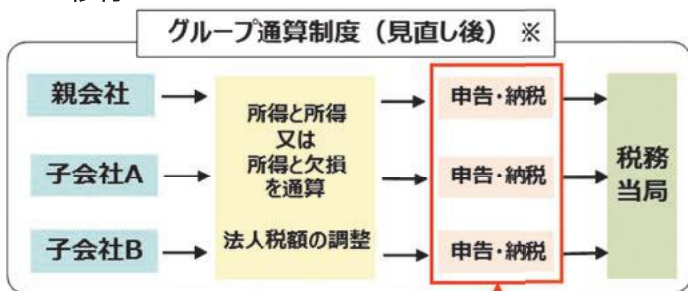 グループ通算制度（見直し後） ※
親会社
子会社A
子会社B
所得と所得
又は
所得と欠損
を通算
法人税額の調整
申告・納税
申告・納税
申告・納税
税務
当局